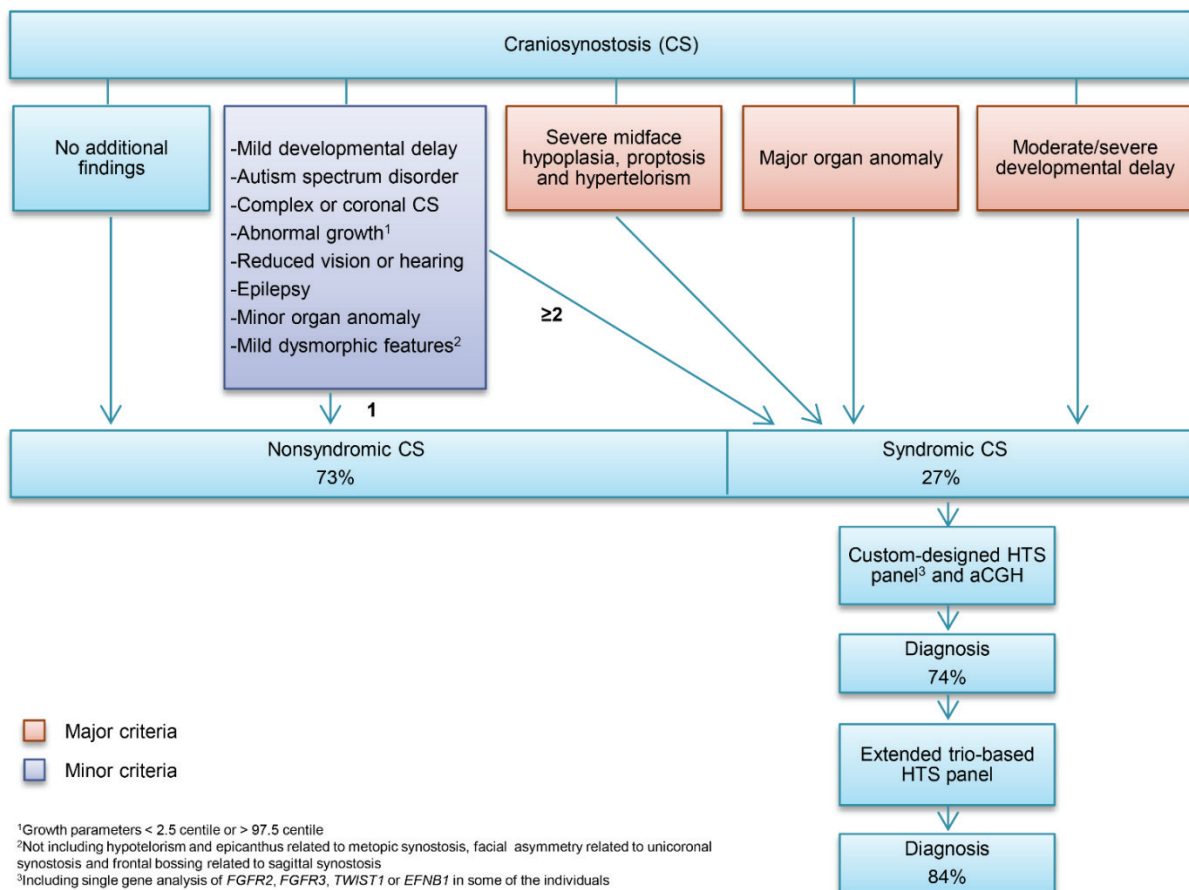 Craniosynostosis (CS)
No additional
findings
-Mild developmental delay
-Autism spectrum disorder
-Complex or coronal CS
-Abnormal growth1
-Reduced vision or hearing
-Epilepsy
-Minor organ anomaly
-Mild dysmorphic features2
Severe midface
hypoplasia, proptosis
and hypertelorism
Major organ anomaly
Moderate/severe
developmental delay
≥2
1
Nonsyndromic CS
73%
Syndromic CS
27%
Custom-designed HTS
panel3 and aCGH
Diagnosis
74%
Extended trio-based
HTS panel
Diagnosis
84%
Major criteria
Minor criteria
1Growth parameters < 2.5 centile or > 97.5 centile
2Not including hypotelorism and epicanthus related to metopic synostosis, facial asymmetry related to unicoronal
synostosis and frontal bossing related to sagittal synostosis
3Including single gene analysis of FGFR2, FGFR3, TWIST1 or EFNB1 in some of the individuals